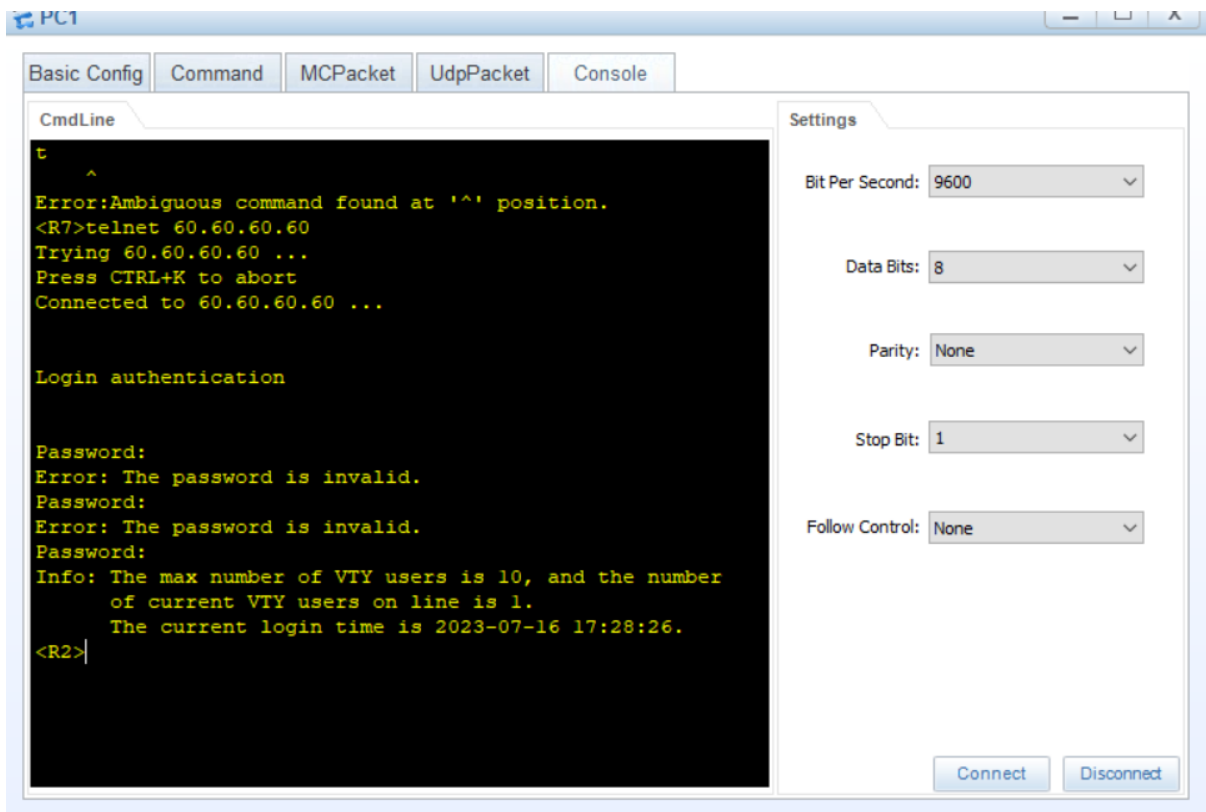 PC1
Basic Config Command MCPacket UdpPacket Console
CmdLine
t
^
Error:Ambiguous command found at '^' position.
<R7>telnet 60.60.60.60
Trying 60.60.60.60 ...
Press CTRL+K to abort
Connected to 60.60.60.60 ...
Login authentication
Password:
Error: The password is invalid.
Password:
Error: The password is invalid.
Password:
Info: The max number of VTY users is 10, and the number
of current VTY users on line is 1.
The current login time is 2023-07-16 17:28:26.
<R2>
Settings
Bit Per Second: 9600
Data Bits: 8
Parity: None
Stop Bit: 1
Follow Control: None
Connect Disconnect